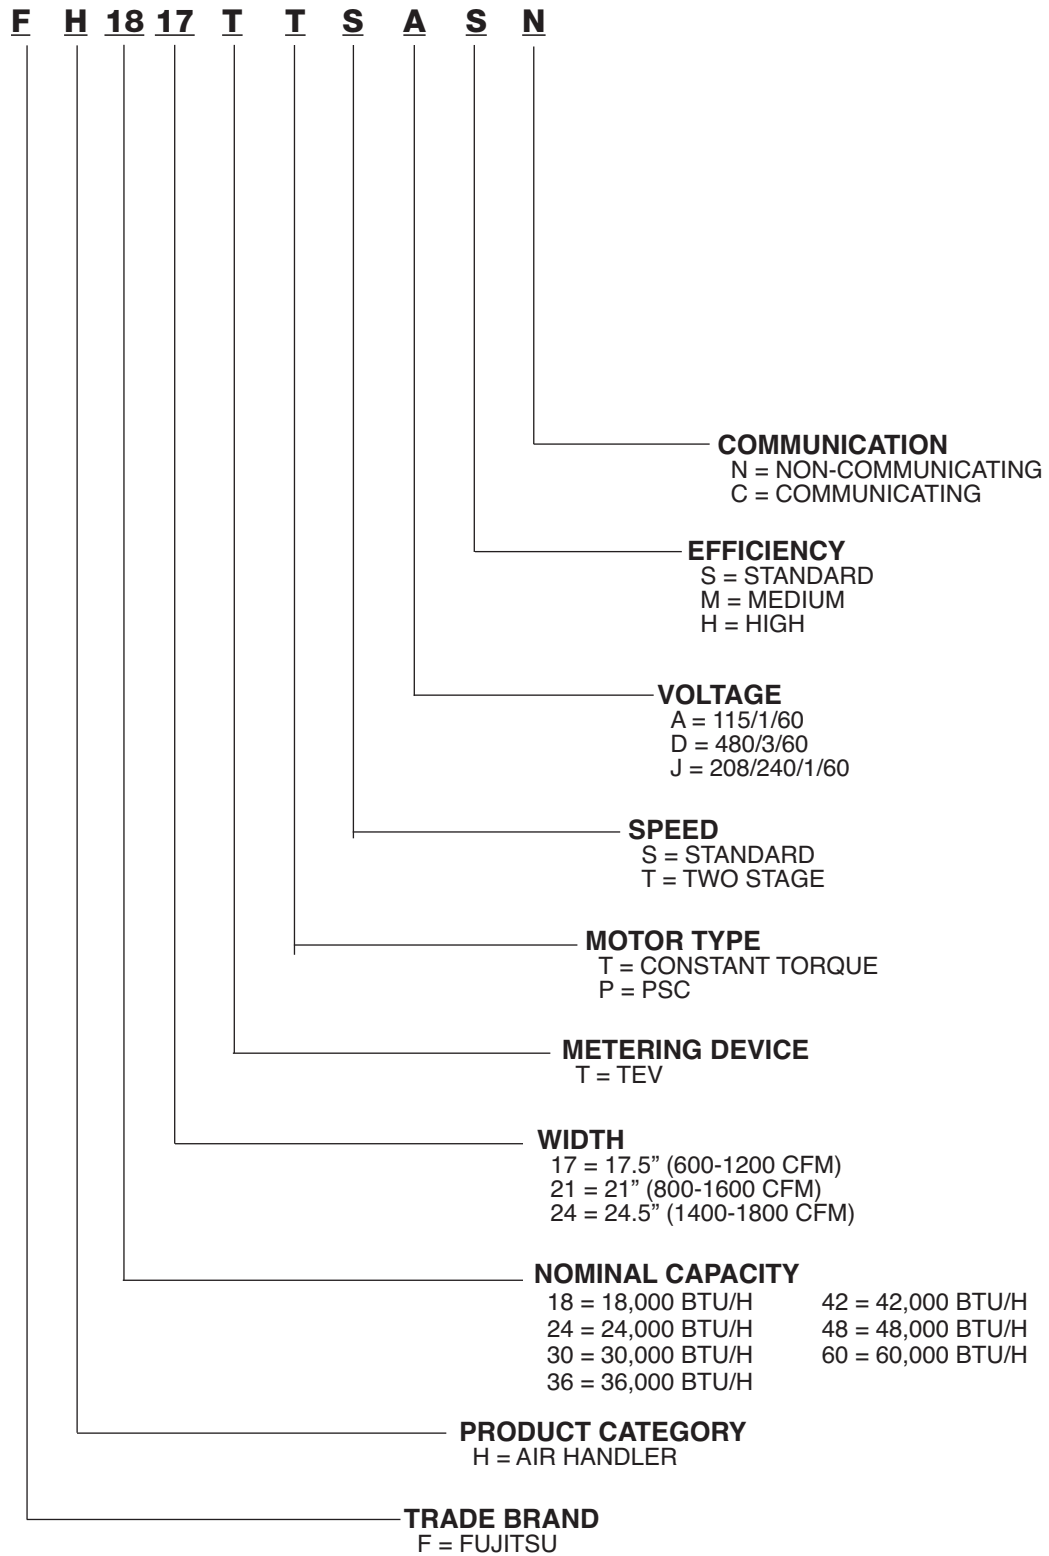 F H 18 17 T T S A S N
COMMUNICATION
N = NON-COMMUNICATING
C = COMMUNICATING
EFFICIENCY
S = STANDARD
M = MEDIUM
H = HIGH
VOLTAGE
A = 115/1/60
D = 480/3/60
J = 208/240/1/60
SPEED
S = STANDARD
T = TWO STAGE
MOTOR TYPE
T = CONSTANT TORQUE
P = PSC
METERING DEVICE
T = TEV
WIDTH
17 = 17.5” (600-1200 CFM)
21 = 21” (800-1600 CFM)
24 = 24.5” (1400-1800 CFM)
NOMINAL CAPACITY
18 = 18,000 BTU/H 42 = 42,000 BTU/H
24 = 24,000 BTU/H 48 = 48,000 BTU/H
30 = 30,000 BTU/H 60 = 60,000 BTU/H
36 = 36,000 BTU/H
PRODUCT CATEGORY
H = AIR HANDLER
TRADE BRAND
F = FUJITSU